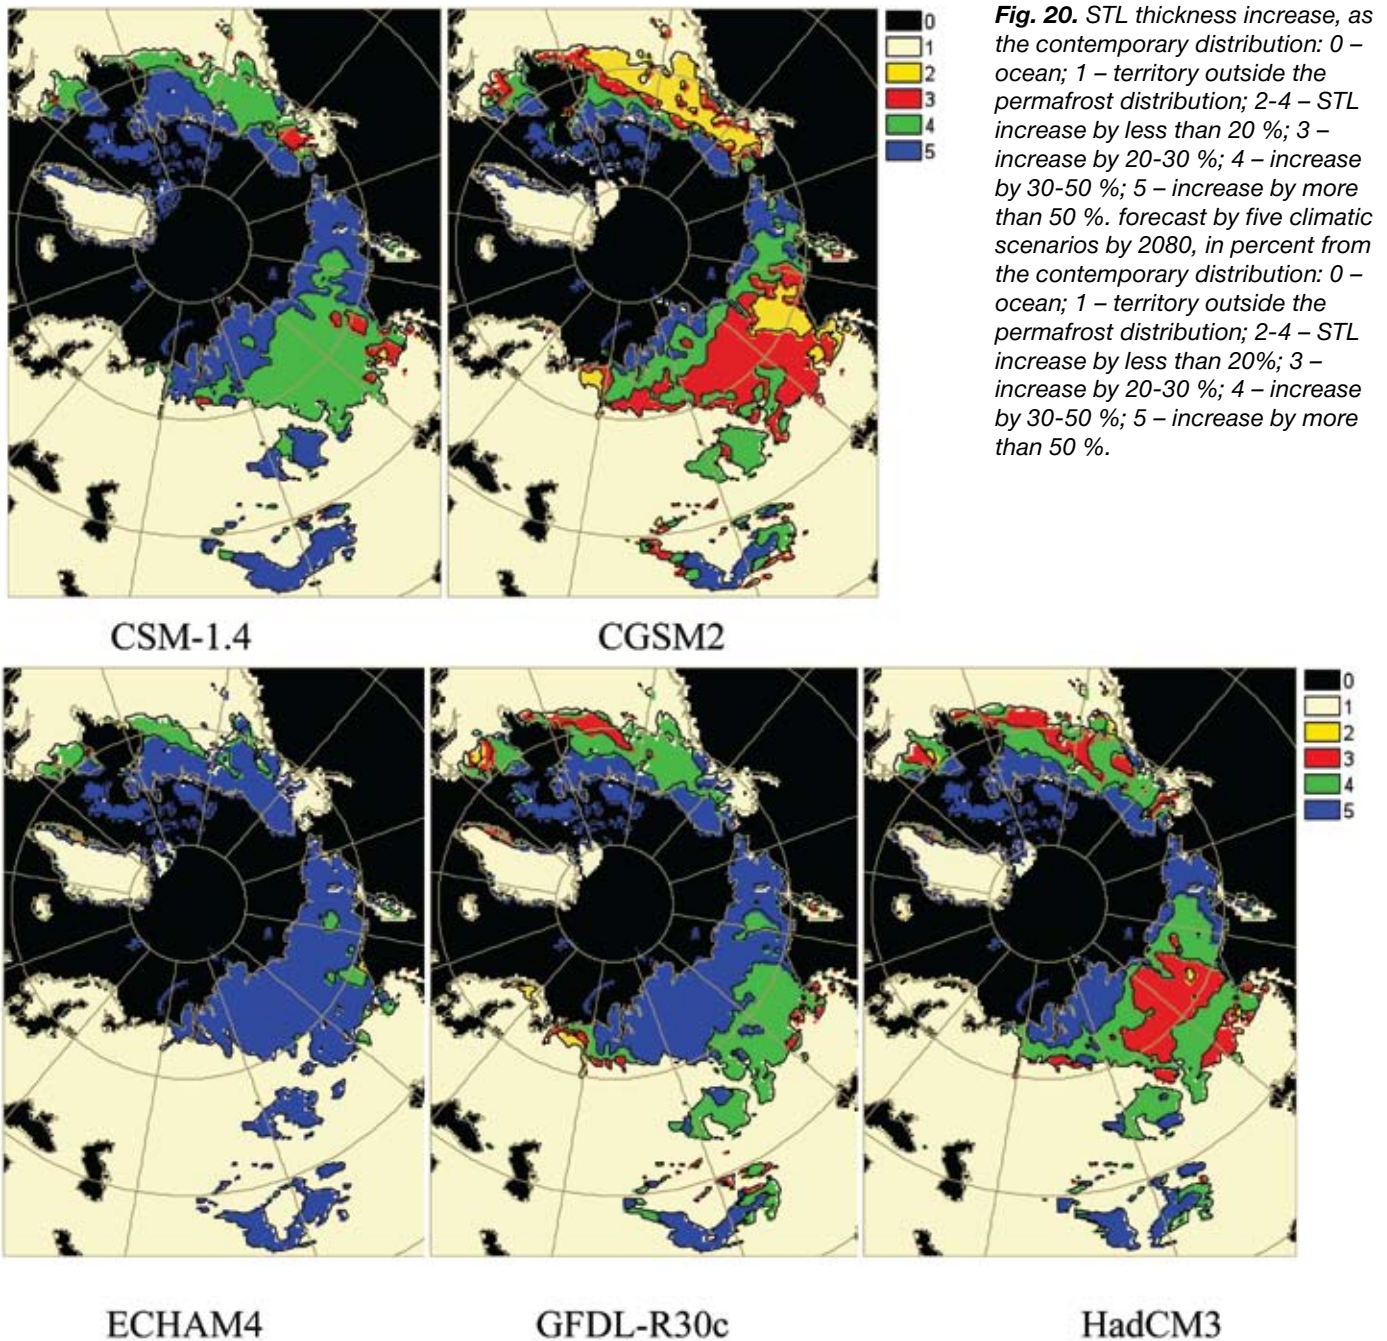 0
1
2
3
4
5
Fig. 20. STL thickness increase, as
the contemporary distribution: 0 –
ocean; 1 – territory outside the
permafrost distribution; 2-4 – STL
increase by less than 20 %; 3 –
increase by 20-30 %; 4 – increase
by 30-50 %; 5 – increase by more
than 50 %. forecast by five climatic
scenarios by 2080, in percent from
the contemporary distribution: 0 –
ocean; 1 – territory outside the
permafrost distribution; 2-4 – STL
increase by less than 20%; 3 –
increase by 20-30 %; 4 – increase
by 30-50 %; 5 – increase by more
than 50 %.
CSM-1.4
CGSM2
0
1
2
3
4
5
ECHAM4
GFDL-R30c
HadCM3